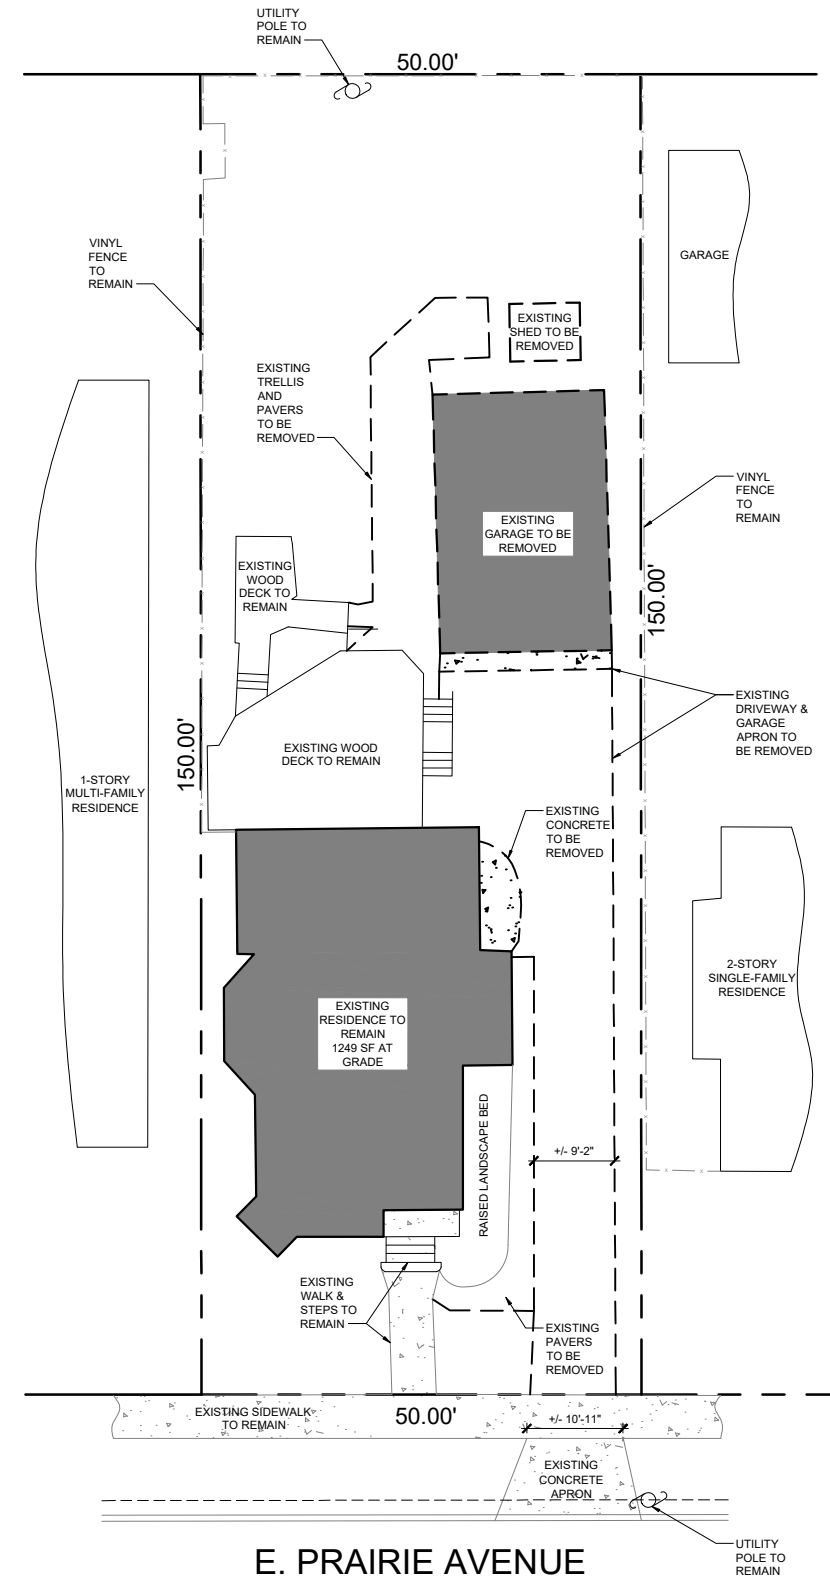 UTILITY
POLE TO
REMAIN
50.00'
GARAGE
VINYL
FENCE
TO
REMAIN
EXISTING
SHED TO BE
REMOVED
EXISTING
TRELLIS
AND
PAVERS
TO BE
REMOVED
VINYL
FENCE
TO
REMAIN
EXISTING
GARAGE TO BE
REMOVED
EXISTING
WOOD
DECK TO
REMAIN
150.00'
EXISTING
DRIVEWAY &
GARAGE
APRON TO
BE REMOVED
150.00'
EXISTING WOOD
DECK TO REMAIN
1-STORY
MULTI-FAMILY
RESIDENCE
EXISTING
CONCRETE
TO BE
REMOVED
2-STORY
SINGLE-FAMILY
RESIDENCE
EXISTING
RESIDENCE TO
REMAIN
1249 SF AT
GRADE
RAISED LANDSCAPE BED
+/- 9'-2"
EXISTING
WALK &
STEPS TO
REMAIN
EXISTING
PAVERS
TO BE
REMOVED
EXISTING SIDEWALK
TO REMAIN
50.00'
+/- 10'-11"
EXISTING
CONCRETE
APRON
UTILITY
POLE TO
REMAIN
E. PRAIRIE AVENUE